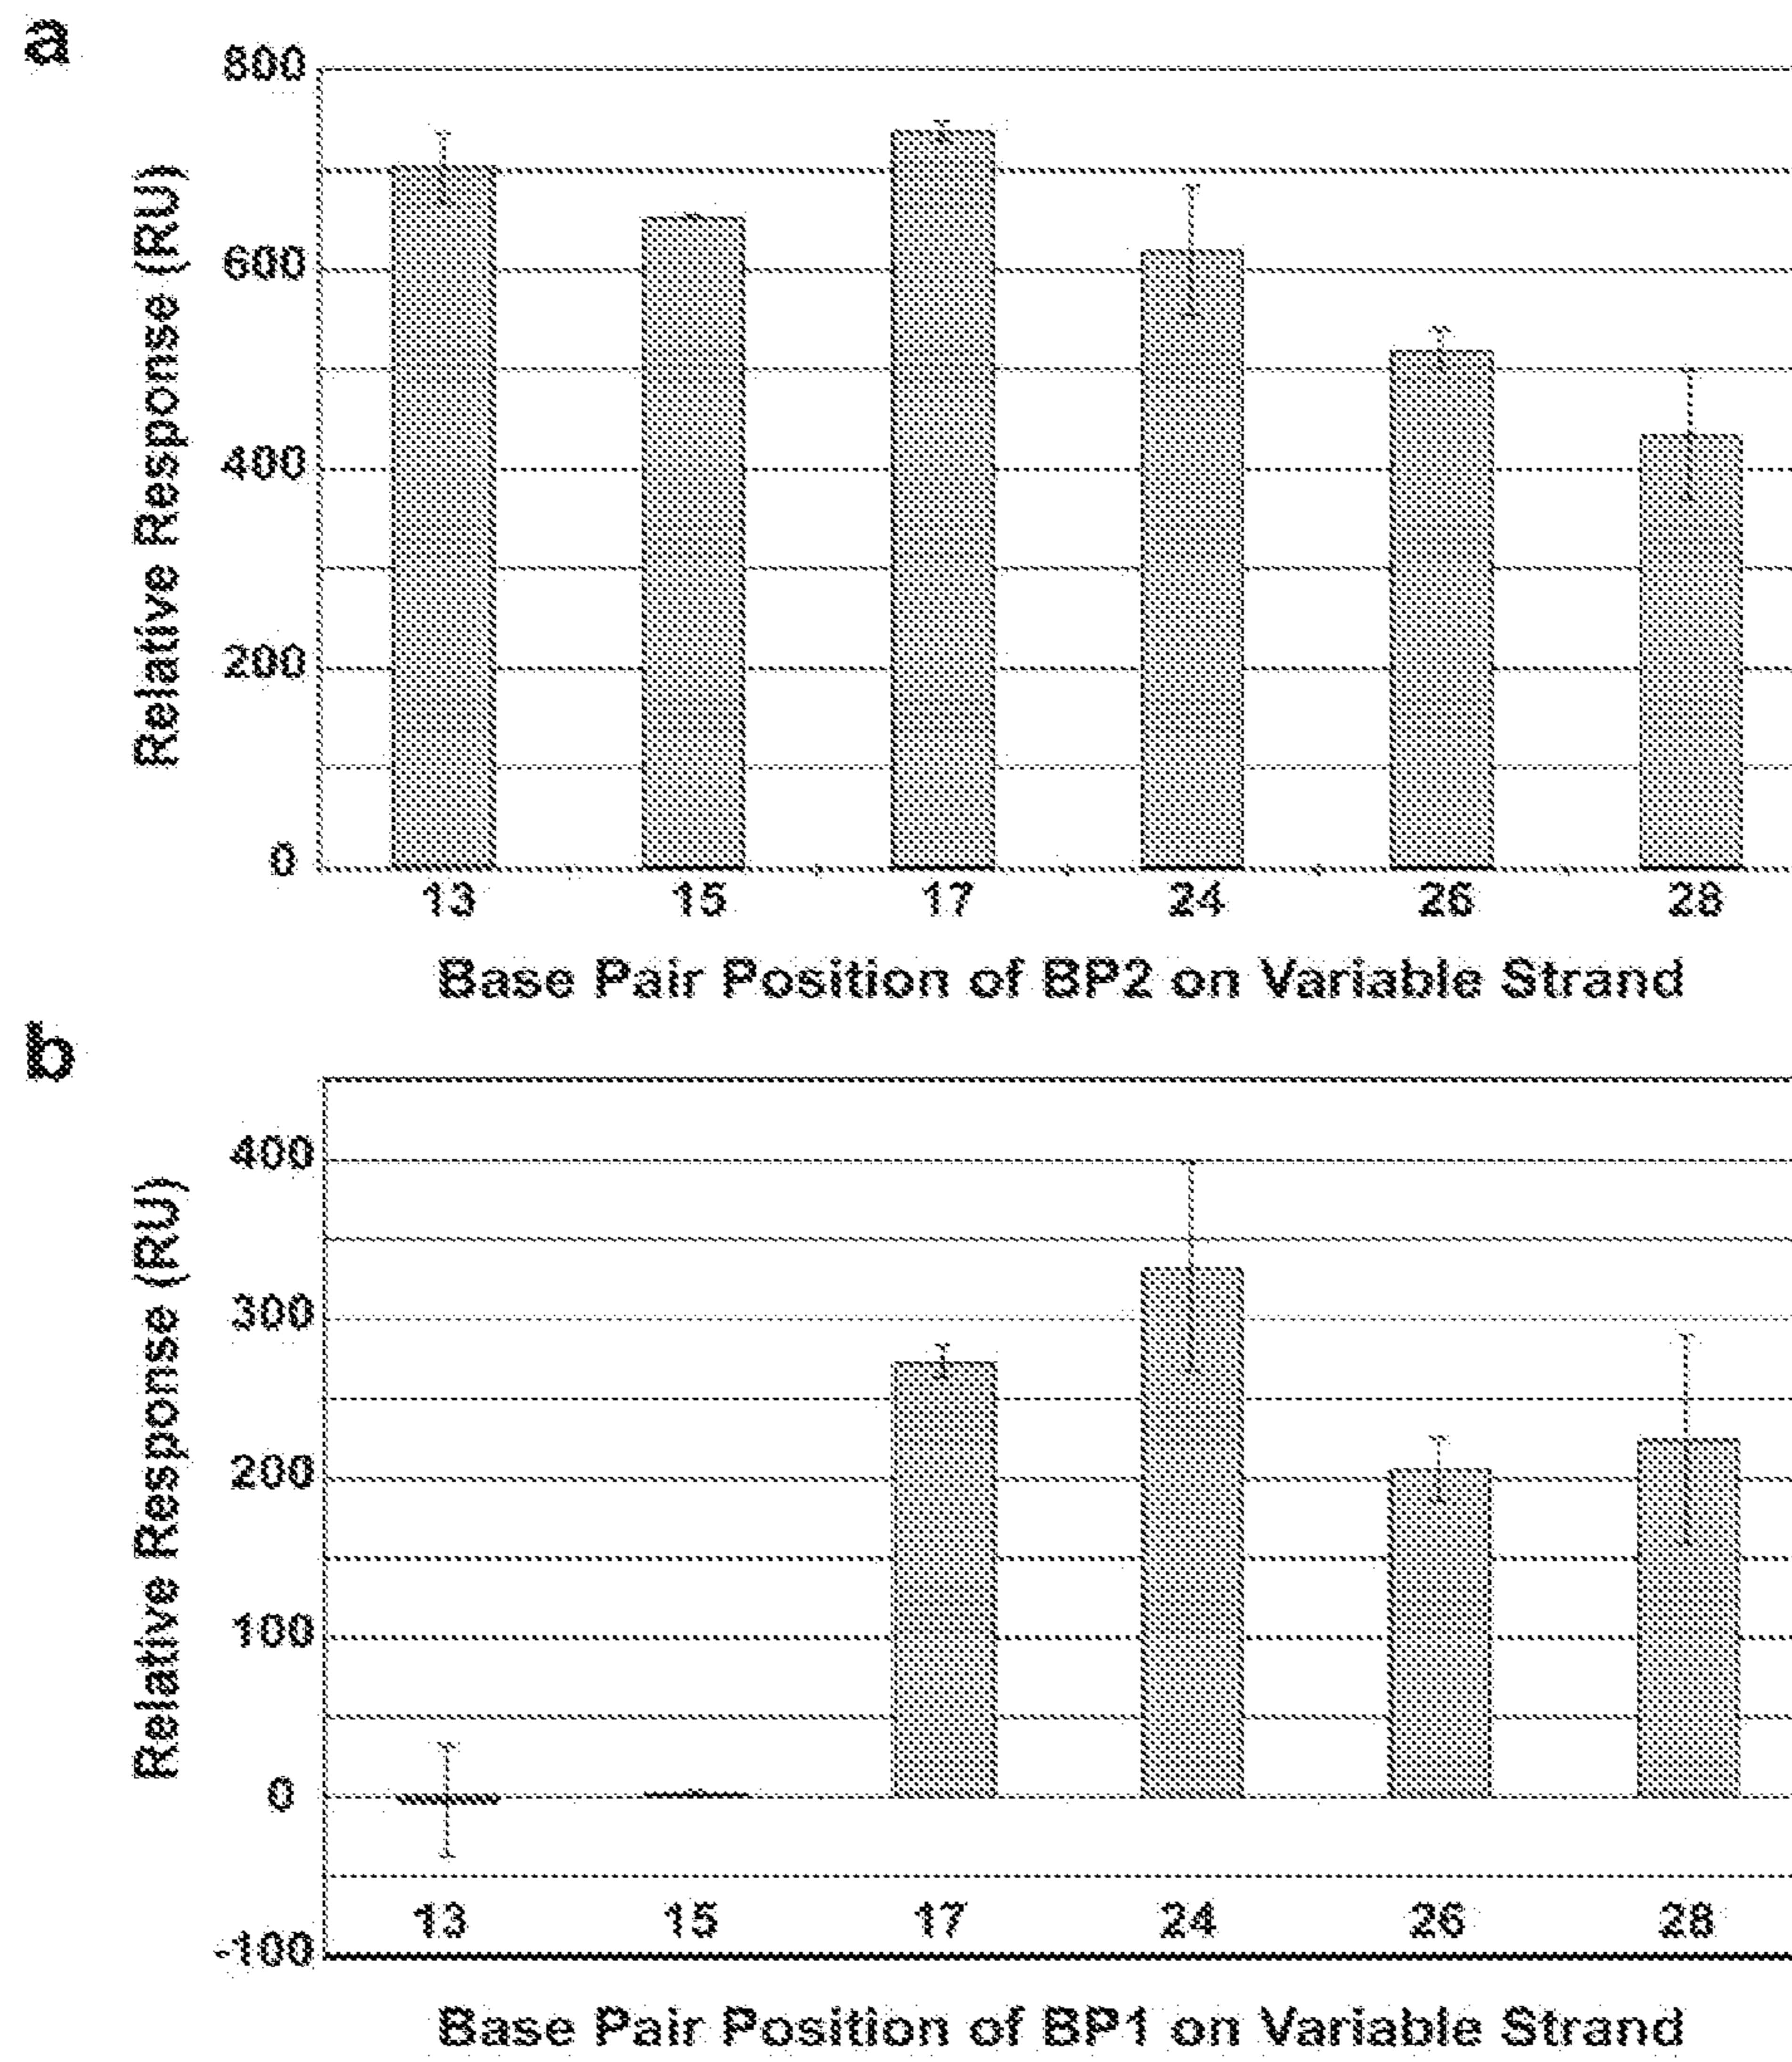 a
800
600
400
200
0
Relative Response (RU)
13 15 17 24 26 28
Base Pair Position of BP2 on Variable Strand
b
400
300
200
100
0
-100
Relative Response (RU)
13 15 17 24 26 28
Base Pair Position of BP1 on Variable Strand